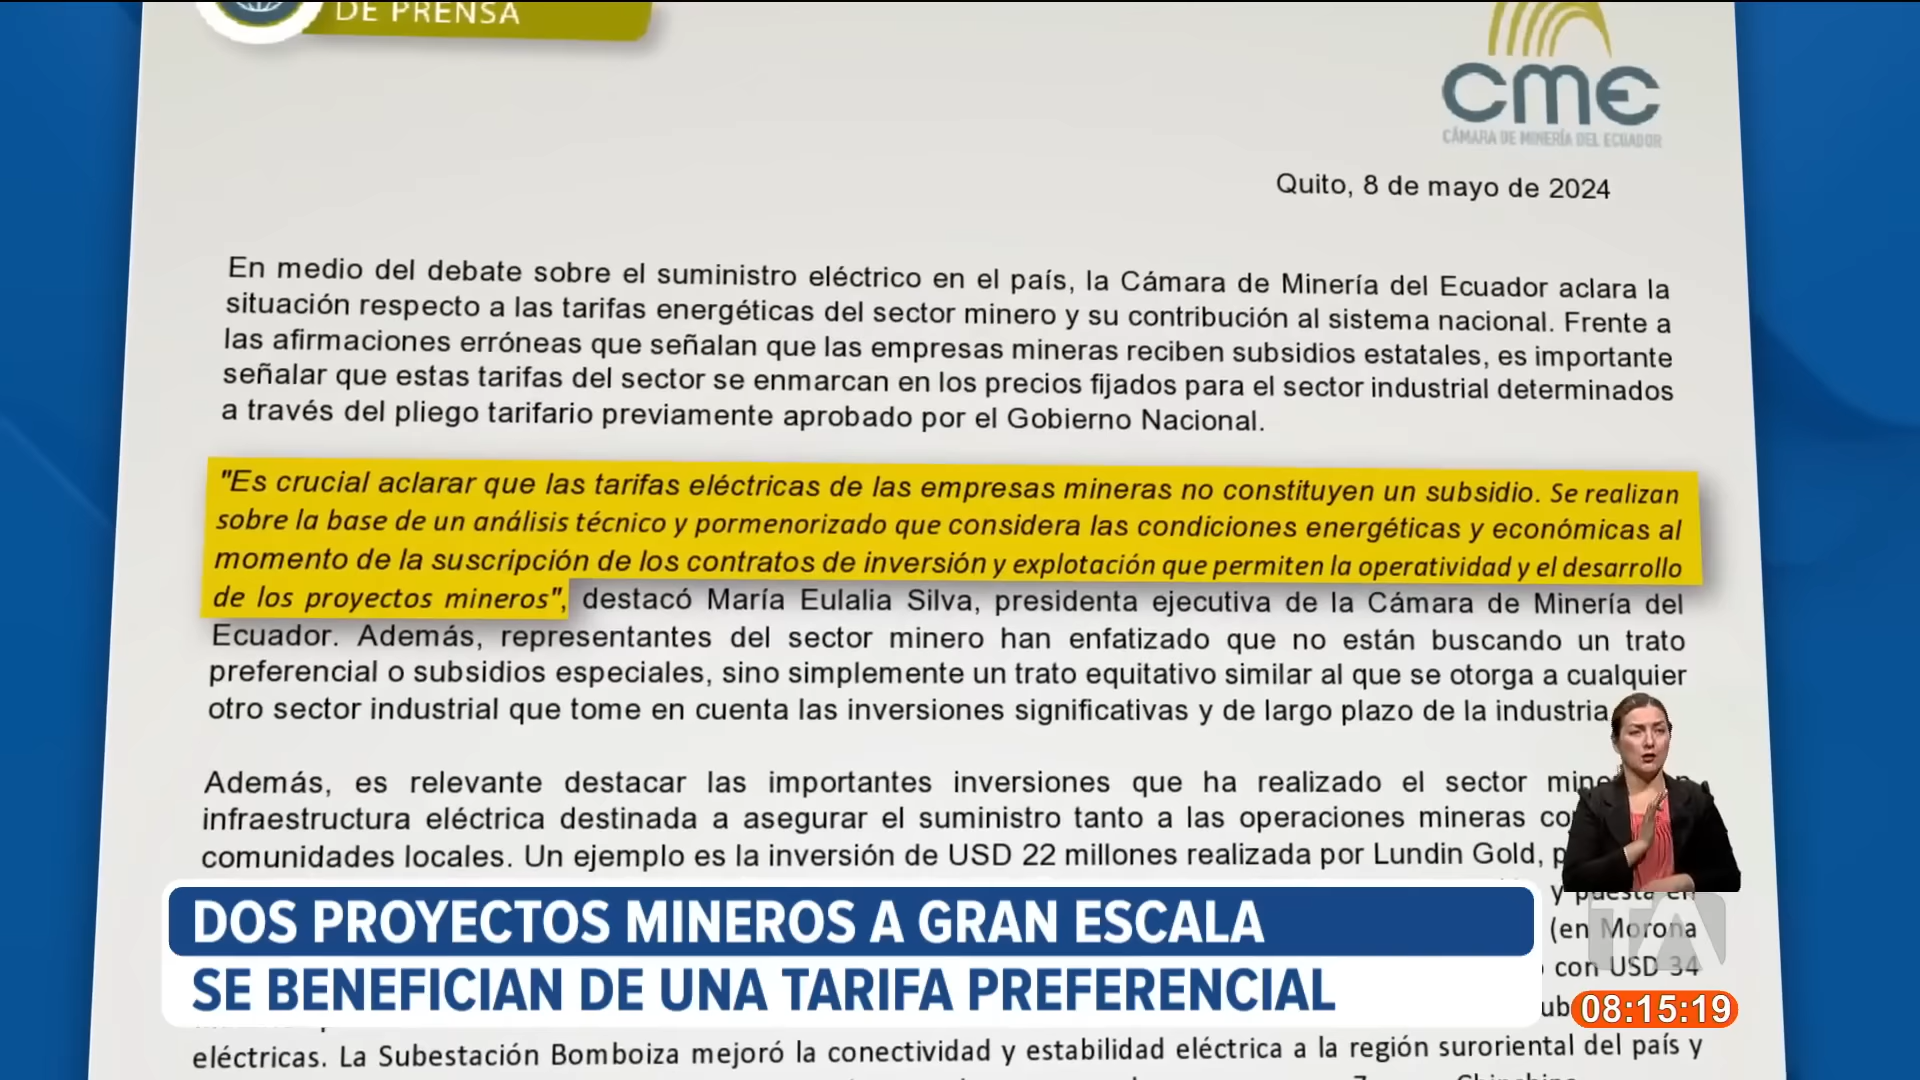 DE PRENSA
CME
CÁMARA DE MINERÍA DEL ECUADOR
Quito, 8 de mayo de 2024
En medio del debate sobre el suministro eléctrico en el país, la Cámara de Minería del Ecuador aclara la
situación respecto a las tarifas energéticas del sector minero y su contribución al sistema nacional. Frente a
las afirmaciones erróneas que señalan que las empresas mineras reciben subsidios estatales, es importante
señalar que estas tarifas del sector se enmarcan en los precios fijados para el sector industrial determinados
a través del pliego tarifario previamente aprobado por el Gobierno Nacional.
"Es crucial aclarar que las tarifas eléctricas de las empresas mineras no constituyen un subsidio. Se realizan
sobre la base de un análisis técnico y pormenorizado que considera las condiciones energéticas y económicas al
momento de la suscripción de los contratos de inversión y explotación que permiten la operatividad y el desarrollo
de los proyectos mineros", destacó María Eulalia Silva, presidenta ejecutiva de la Cámara de Minería del
Ecuador. Además, representantes del sector minero han enfatizado que no están buscando un trato
preferencial o subsidios especiales, sino simplemente un trato equitativo similar al que se otorga a cualquier
otro sector industrial que tome en cuenta las inversiones significativas y de largo plazo de la industria
Además, es relevante destacar las importantes inversiones que ha realizado el sector
infraestructura eléctrica destinada a asegurar el suministro tanto a las operaciones mineras
comunidades locales. Un ejemplo es la inversión de USD 22 millones realizada por Lundin Gold,
y puesta en
DOS PROYECTOS MINEROS A GRAN ESCALA
(en Morona
TA
con USD 34
SE BENEFICIAN DE UNA TARIFA PREFERENCIAL
08:15:19
eléctricas. La Subestación Bomboiza mejoró la conectividad y estabilidad eléctrica a la región suroriental del país y